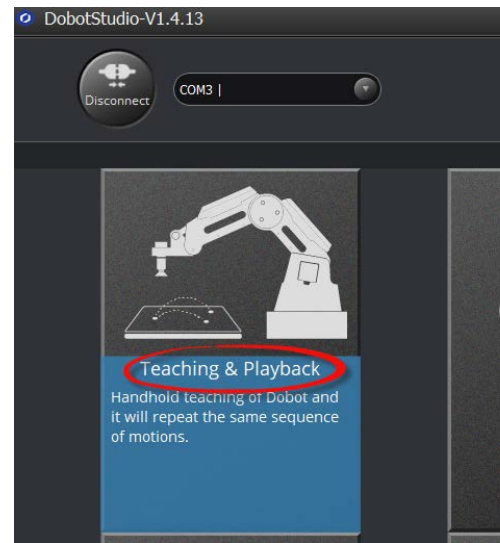 DobotStudio-V1.4.13
Disconnect
COM3 |
Teaching & Playback
Handhold teaching of Dobot and
it will repeat the same sequence
of motions.